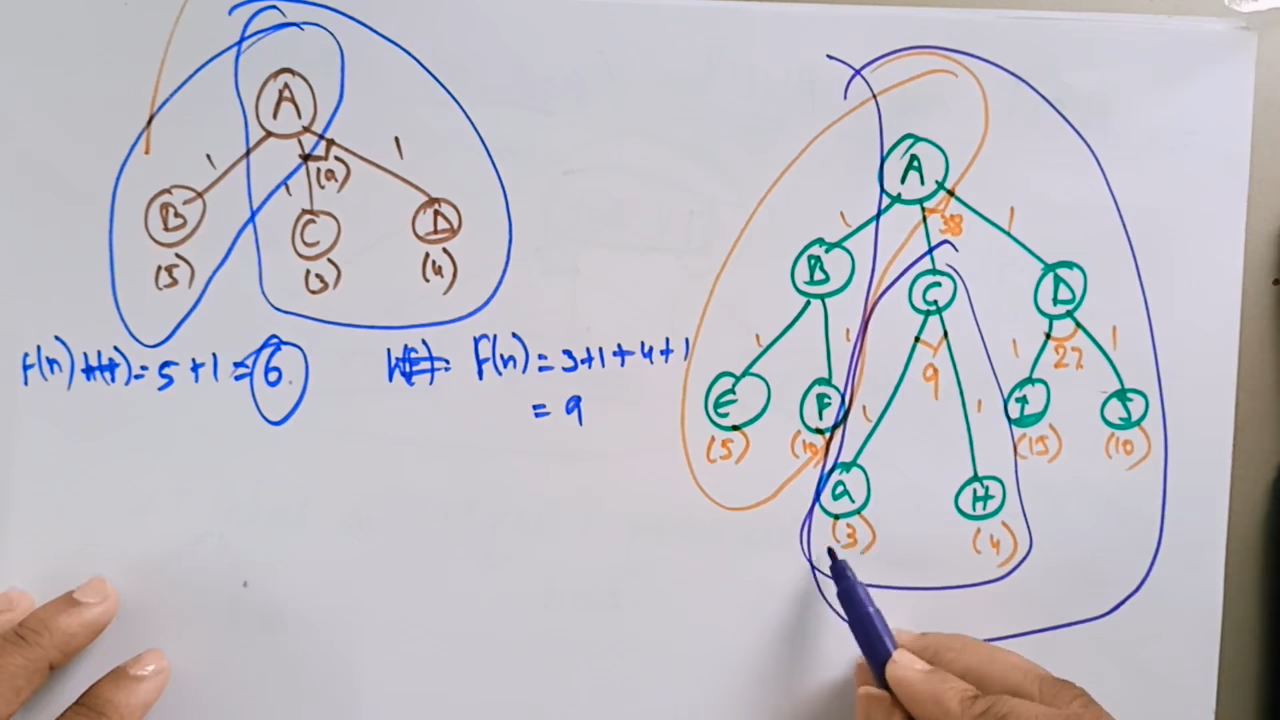 A
1
1
1
(9)
B
C
D
(5)
(3)
(4)
F(n) = 5 + 1 = 6
F(n) = 3+1+4+1
= 9
A
1
1
38
B
C
D
1
1
9
1
27
1
E
F
1
1
I
J
(5)
(10)
(15)
(10)
G
H
(3)
(4)